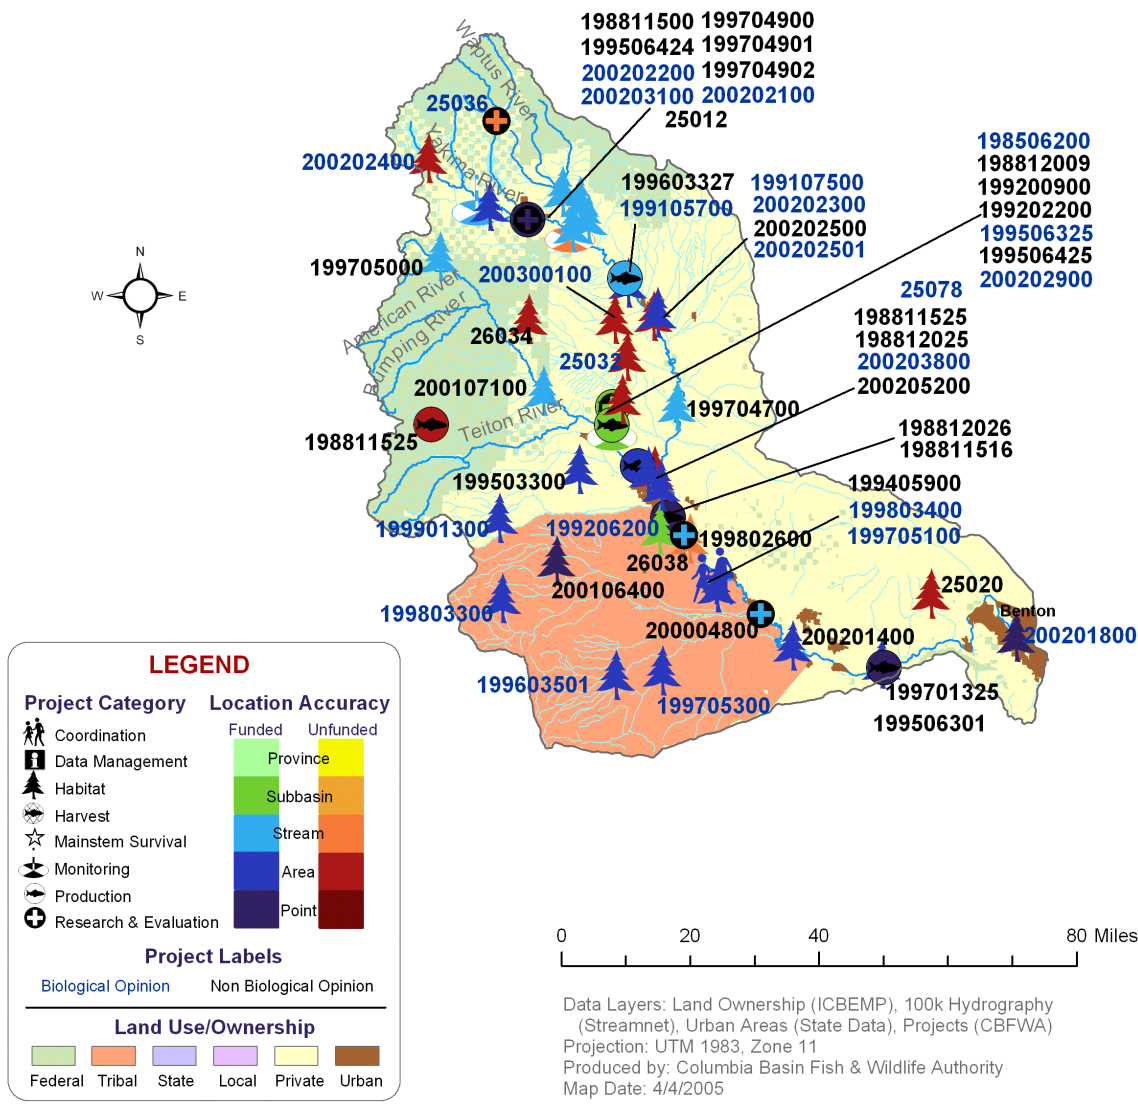 198811500 199704900
199506424 199704901
200202200 199704902
200203100 200202100
25012
Waptus River
25036
Yakima River
200202400
198506200
198812009
199200900
199202200
199506325
199506425
200202900
199603327
199105700
199107500
200202300
200202500
200202501
N
W E
S
199705000
200300100
American River
Bumping River
26034
25078
198811525
198812025
200203800
200205200
200107100
199704700
Teiton River
198811525
198812026
198811516
199503300
199405900
199803400
199705100
199901300
199206200
199802600
26038
200106400
25020
Benton
199803300
200004800
200201400
200201800
199603501
199705300
199701325
199506301
LEGEND
Project Category
Coordination
Data Management
Habitat
Harvest
Mainstem Survival
Monitoring
Production
Research & Evaluation
Location Accuracy
Funded Unfunded
Province
Subbasin
Stream
Area
Point
Project Labels
Biological Opinion Non Biological Opinion
Land Use/Ownership
Federal Tribal State Local Private Urban
0 20 40 80 Miles
Data Layers: Land Ownership (ICBEMP), 100k Hydrography
(Streamnet), Urban Areas (State Data), Projects (CBFWA)
Projection: UTM 1983, Zone 11
Produced by: Columbia Basin Fish & Wildlife Authority
Map Date: 4/4/2005